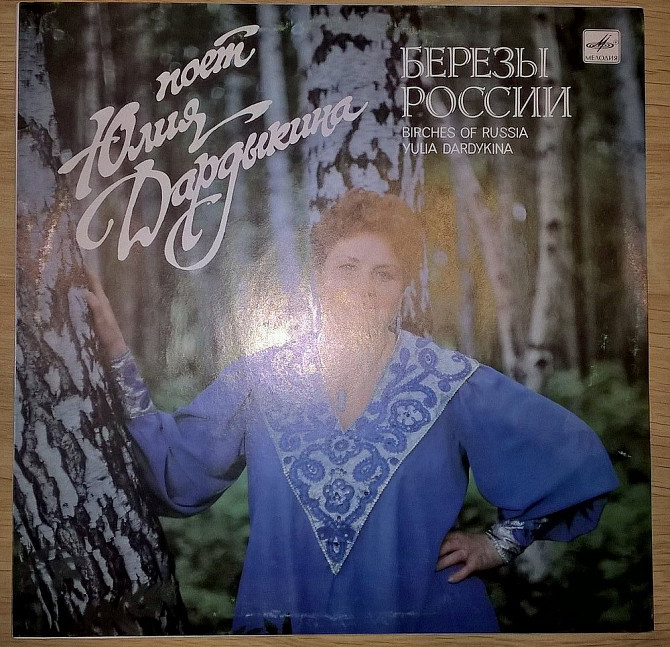 поет
Юлия
Дардыкина
БЕРЕЗЫ
РОССИИ
BIRCHES OF RUSSIA
YULIA DARDYKINA
МЕЛОДИЯ